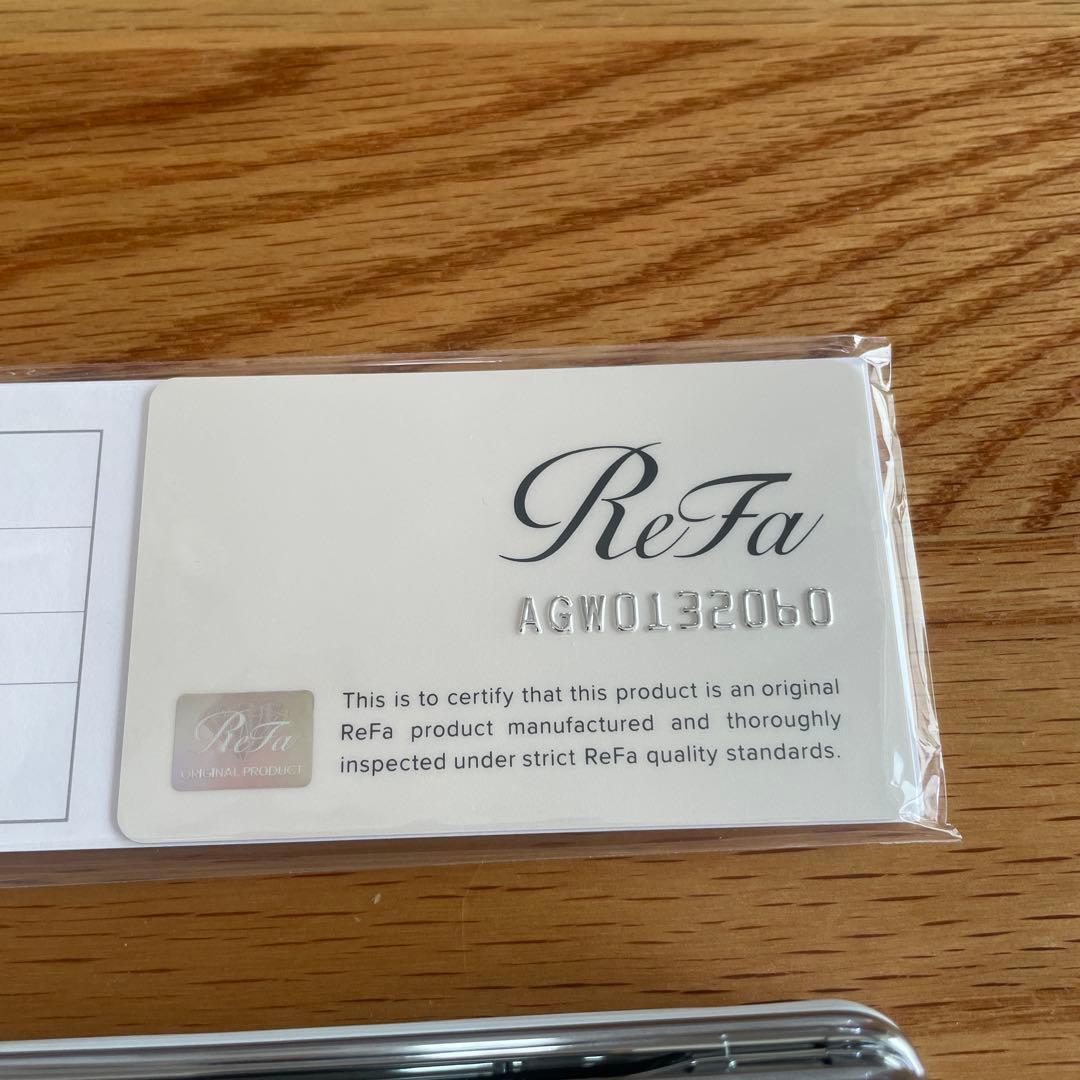 ReFa
AGW0132060
This is to certify that this product is an original
ReFa product manufactured and thoroughly
inspected under strict ReFa quality standards.
ReFa
ORIGINAL PRODUCT